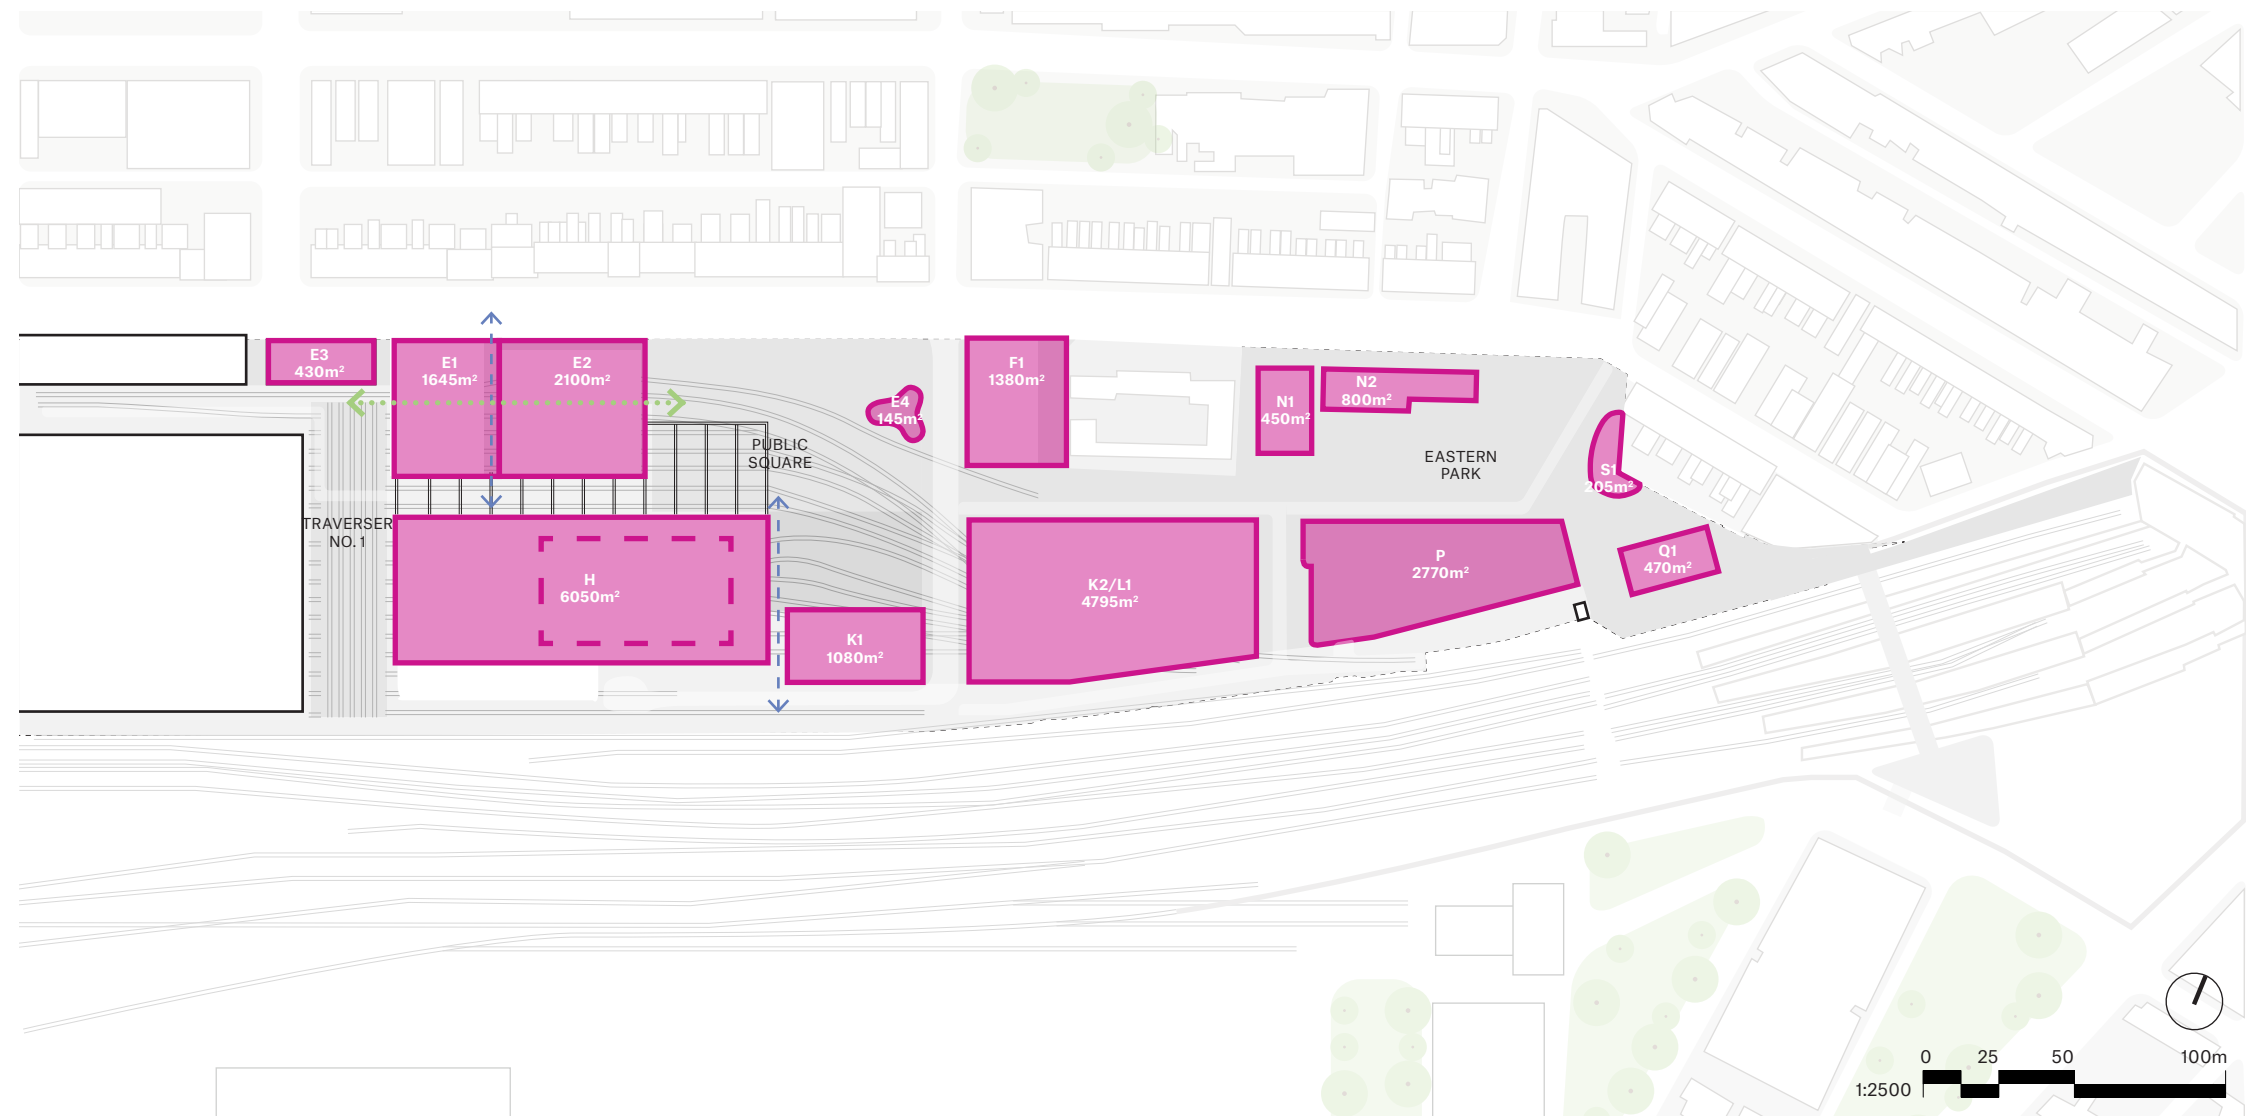 E3
430m²
E1
1645m²
E2
2100m²
F1
1380m²
E4
145m²
N1
450m²
N2
800m²
PUBLIC
SQUARE
EASTERN
PARK
S1
205m²
TRAVERSER
NO. 1
H
6050m²
K1
1080m²
K2/L1
4795m²
P
2770m²
Q1
470m²
0 25 50 100m
1:2500